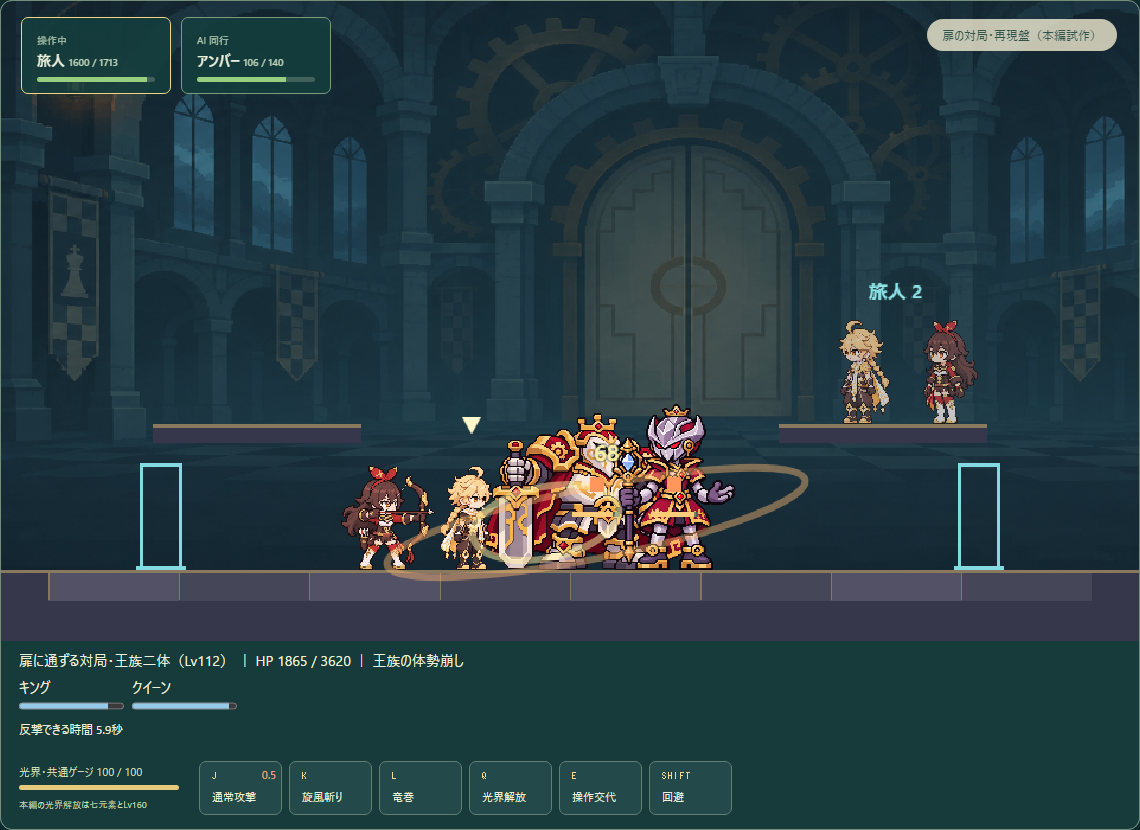 操作中
旅人 1600 / 1713
AI 同行
アンバー 106 / 140
扉の対局・再現盤（本編試作）
旅人 2
68
扉に通ずる対局・王族二体（Lv112） | HP 1865 / 3620 | 王族の体勢崩し
キング クイーン
反撃できる時間 5.9秒
光界・共通ゲージ 100 / 100
本編の光界解放は七元素とLv160
J 0.5
通常攻撃
K
旋風斬り
L
竜巻
Q
光界解放
E
操作交代
SHIFT
回避